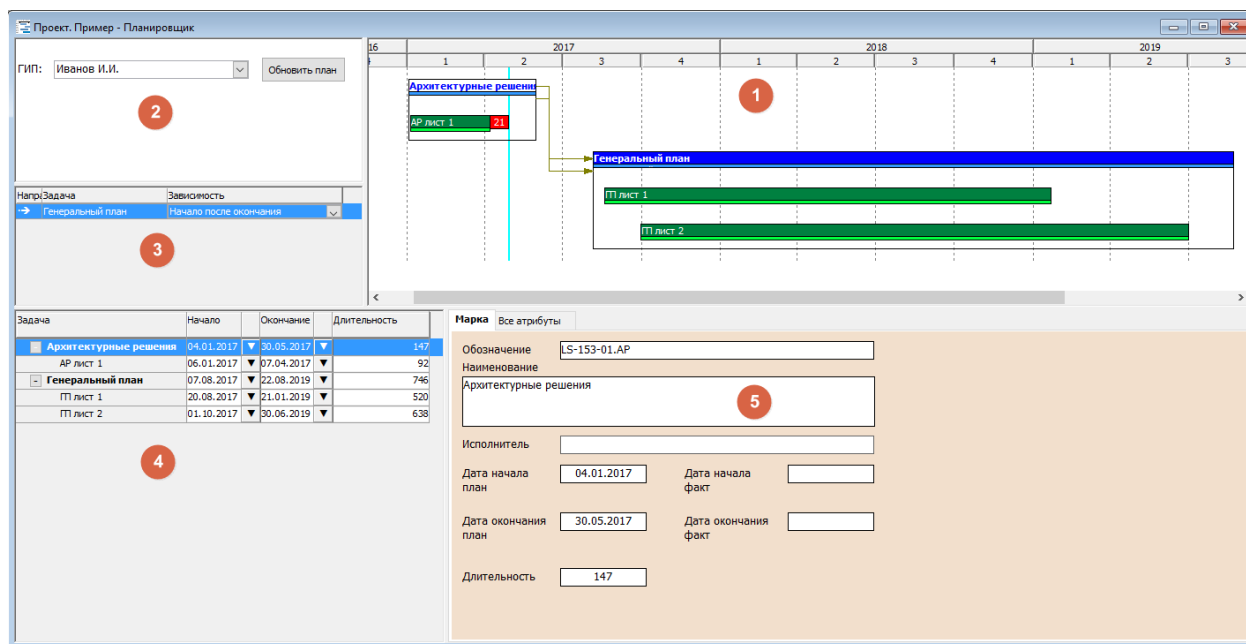 Проект. Пример - Планировщик
ГИП: Иванов И.И. Обновить план
2
Напра Задача Зависимость
Генеральный план Начало после окончания
3
16 2017 2018 2019
1 2 3 4 1 2 3 4 1 2 3
1
Архитектурные решения
АР лист 1 21
Генеральный план
ГП лист 1
ГП лист 2
Задача Начало Окончание Длительность
- Архитектурные решения 04.01.2017 30.05.2017 147
АР лист 1 06.01.2017 07.04.2017 92
- Генеральный план 07.08.2017 22.08.2019 746
ГП лист 1 20.08.2017 21.01.2019 520
ГП лист 2 01.10.2017 30.06.2019 638
4
Марка Все атрибуты
Обозначение LS-153-01.AP
Наименование
Архитектурные решения
5
Исполнитель
Дата начала план 04.01.2017 Дата начала факт
Дата окончания план 30.05.2017 Дата окончания факт
Длительность 147